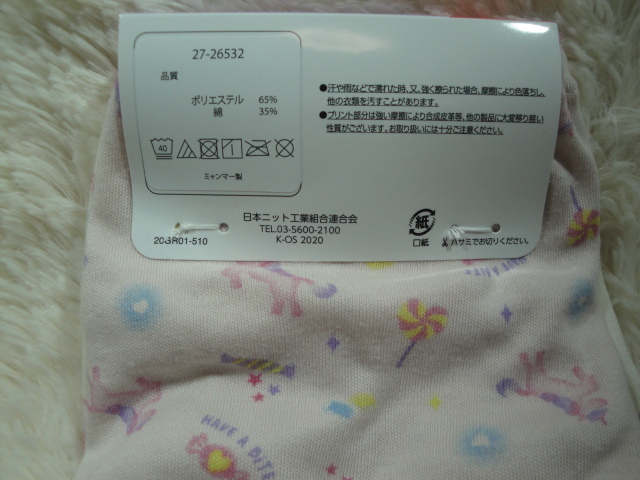 27-26532
品質
ポリエステル 65%
綿 35%
40
ミャンマー製
●汗や雨などで濡れた時、又、強く擦られた場合、摩擦により色落ちし、
他の衣類を汚すことがあります。
●プリント部分は強い摩擦により合成皮革等、他の製品に大変移り易い
性質がございます。お取り扱いには十分ご注意ください。
日本ニット工業組合連合会
TEL.03-5600-2100
K-OS 2020
20GR01-510
紙
口紙
ハサミでお切りください。
HAVE A BITE
HAVE A BITE